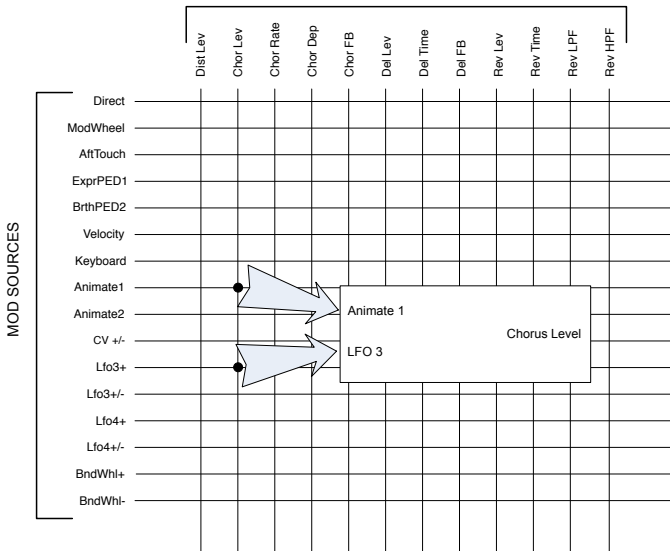 Dist Lev
Chor Lev
Chor Rate
Chor Dep
Chor FB
Del Lev
Del Time
Del FB
Rev Lev
Rev Time
Rev LPF
Rev HPF
MOD SOURCES
Direct
ModWheel
AftTouch
ExprPED1
BrthPED2
Velocity
Keyboard
Animate1
Animate2
CV +/-
Lfo3+
Lfo3+/-
Lfo4+
Lfo4+/-
BndWhl+
BndWhl-
Animate 1
Chorus Level
LFO 3